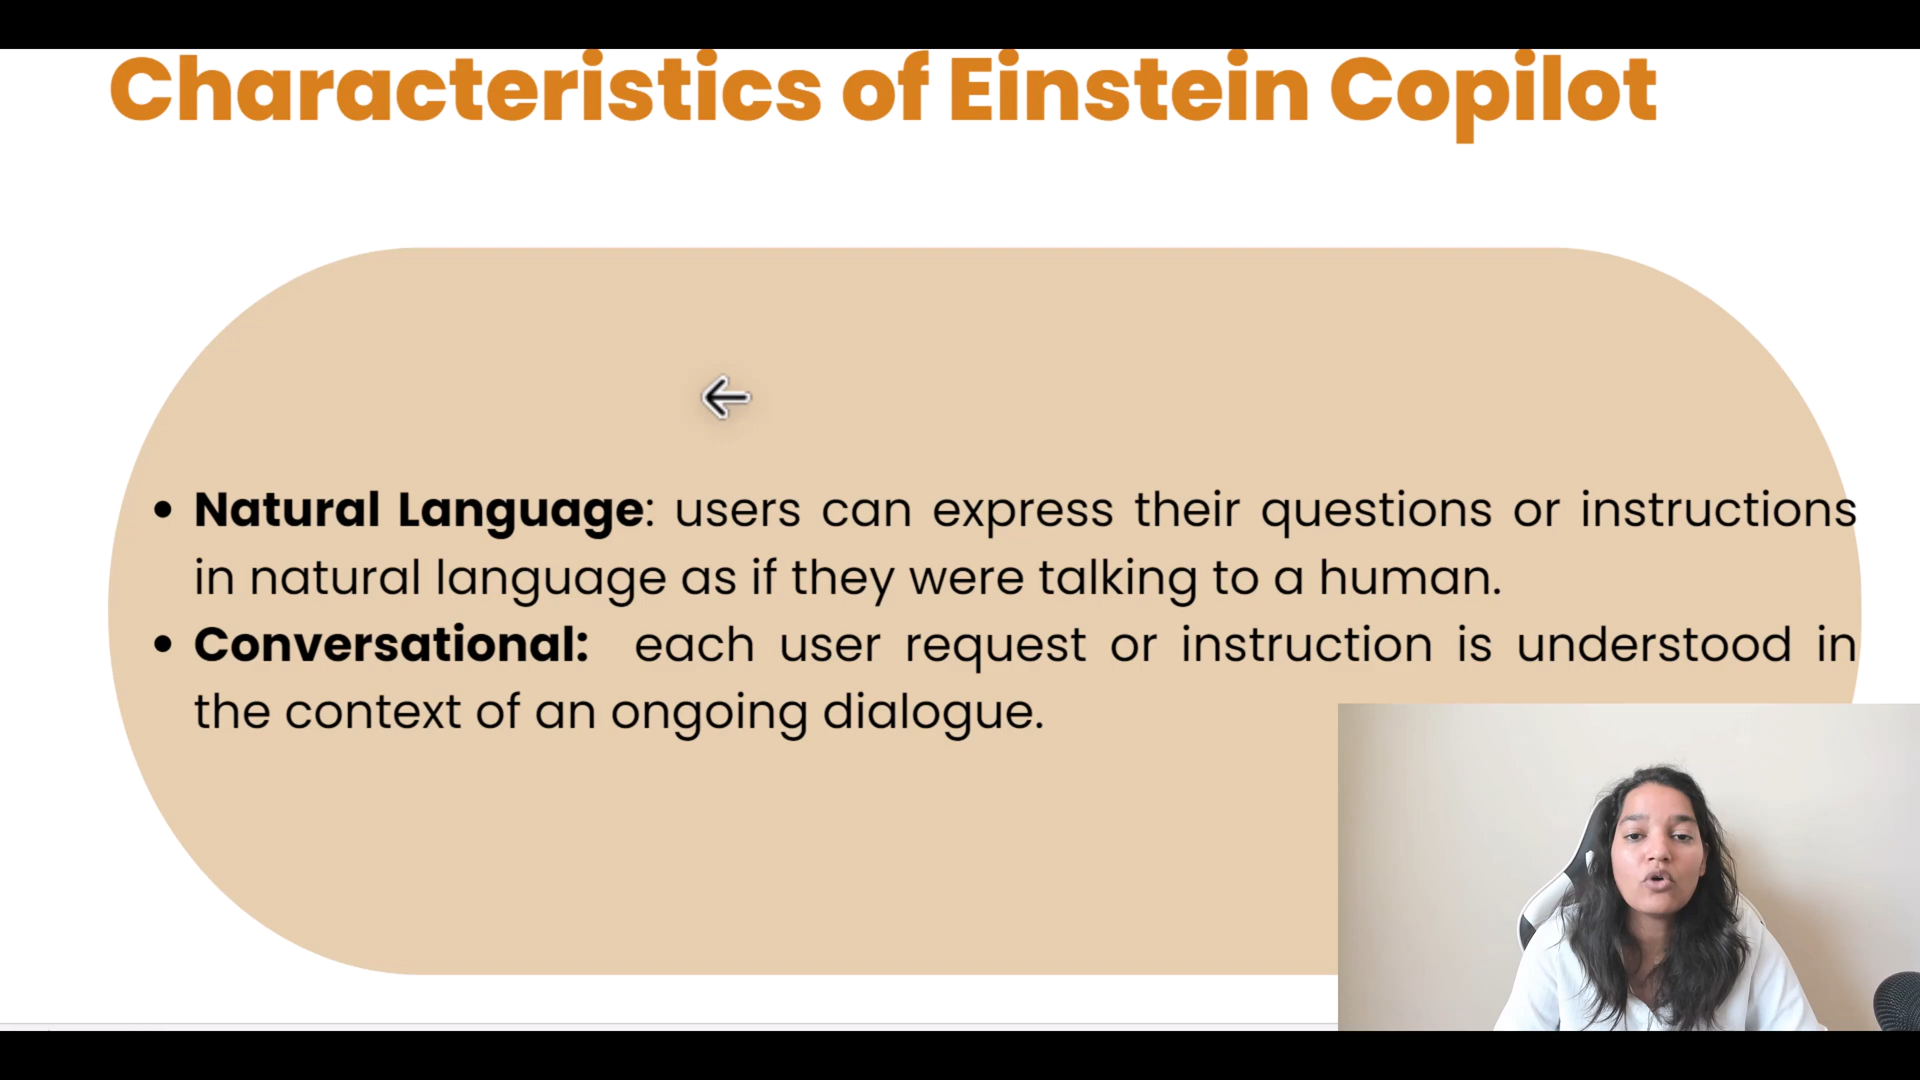 Characteristics of Einstein Copilot
• Natural Language: users can express their questions or instructions
in natural language as if they were talking to a human.
• Conversational: each user request or instruction is understood in
the context of an ongoing dialogue.